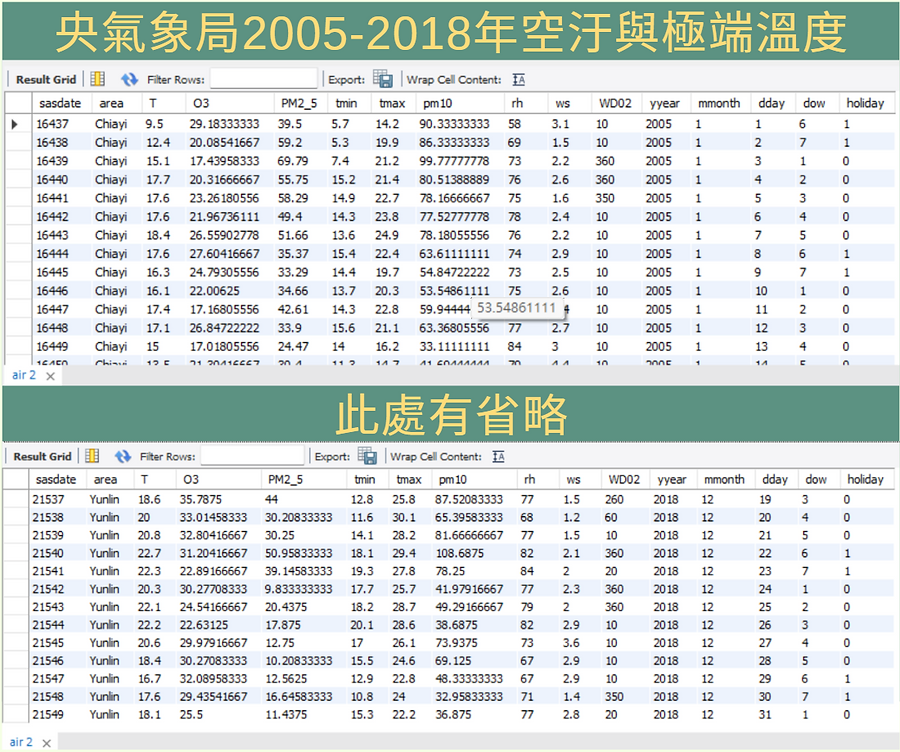 央氣象局2005-2018年空汙與極端溫度
Result Grid Filter Rows: Export: Wrap Cell Content:
sasdate area T O3 PM2_5 tmin tmax pm10 rh ws WD02 yyear mmonth dday dow holiday
16437 Chiayi 9.5 29.18333333 39.5 5.7 14.2 90.33333333 58 3.1 10 2005 1 1 6 1
16438 Chiayi 12.4 20.08541667 59.2 5.3 19.9 86.33333333 69 1.5 10 2005 1 2 7 1
16439 Chiayi 15.1 17.43958333 69.79 7.4 21.2 99.77777778 73 2.2 360 2005 1 3 1 0
16440 Chiayi 17.7 20.31666667 55.75 15.2 21.4 80.51388889 76 2.6 360 2005 1 4 2 0
16441 Chiayi 17.6 23.26180556 58.29 14.9 22.7 78.16666667 75 1.6 350 2005 1 5 3 0
16442 Chiayi 17.6 21.96736111 49.4 14.3 23.8 77.52777778 78 2.4 10 2005 1 6 4 0
16443 Chiayi 18.4 26.55902778 51.66 13.6 24.9 78.18055556 76 2.2 10 2005 1 7 5 0
16444 Chiayi 17.6 27.60416667 35.37 15.4 22.4 63.61111111 74 2.9 10 2005 1 8 6 1
16445 Chiayi 16.3 24.79305556 33.29 14.4 19.7 54.84722222 73 2.5 10 2005 1 9 7 1
16446 Chiayi 16.1 22.00625 34.66 13.7 20.3 53.54861111 75 2.6 10 2005 1 10 1 0
16447 Chiayi 17.4 17.16805556 42.61 14.3 22.8 59.94444 53.54861111 10 2005 1 11 2 0
16448 Chiayi 17.1 26.84722222 33.9 15.6 21.1 63.36805556 77 2.7 10 2005 1 12 3 0
16449 Chiayi 15 17.01805556 24.47 14 16.2 33.11111111 84 3 10 2005 1 13 4 0
air 2
此處有省略
Result Grid Filter Rows: Export: Wrap Cell Content:
sasdate area T O3 PM2_5 tmin tmax pm10 rh ws WD02 yyear mmonth dday dow holiday
21537 Yunlin 18.6 35.7875 44 12.8 25.8 87.52083333 77 1.5 260 2018 12 19 3 0
21538 Yunlin 20 33.01458333 30.20833333 11.6 30.1 65.39583333 68 1.2 60 2018 12 20 4 0
21539 Yunlin 20.8 32.80416667 30.25 14.1 28.2 81.66666667 77 1.5 10 2018 12 21 5 0
21540 Yunlin 22.7 31.20416667 50.95833333 18.1 29.4 108.6875 82 2.1 360 2018 12 22 6 1
21541 Yunlin 22.3 22.89166667 39.14583333 19.3 27.8 78.25 84 2 20 2018 12 23 7 1
21542 Yunlin 20.3 30.27708333 9.833333333 17.7 25.7 41.97916667 77 2.3 360 2018 12 24 1 0
21543 Yunlin 22.1 24.54166667 20.4375 18.2 28.7 49.29166667 79 2 360 2018 12 25 2 0
21544 Yunlin 22.2 22.63125 17.875 20.1 28.6 38.6875 82 2.9 10 2018 12 26 3 0
21545 Yunlin 20.6 29.97916667 12.75 17 26.1 73.9375 73 3.6 10 2018 12 27 4 0
21546 Yunlin 18.4 30.27083333 10.20833333 15.5 24.6 69.125 67 2.9 10 2018 12 28 5 0
21547 Yunlin 16.7 32.08958333 12.5625 12.9 22.8 48.33333333 67 2.9 10 2018 12 29 6 1
21548 Yunlin 17.6 29.43541667 16.64583333 10.8 24 32.95833333 71 1.4 350 2018 12 30 7 1
21549 Yunlin 18.1 25.5 11.4375 15.3 22.2 36.875 77 2.8 20 2018 12 31 1 0
air 2